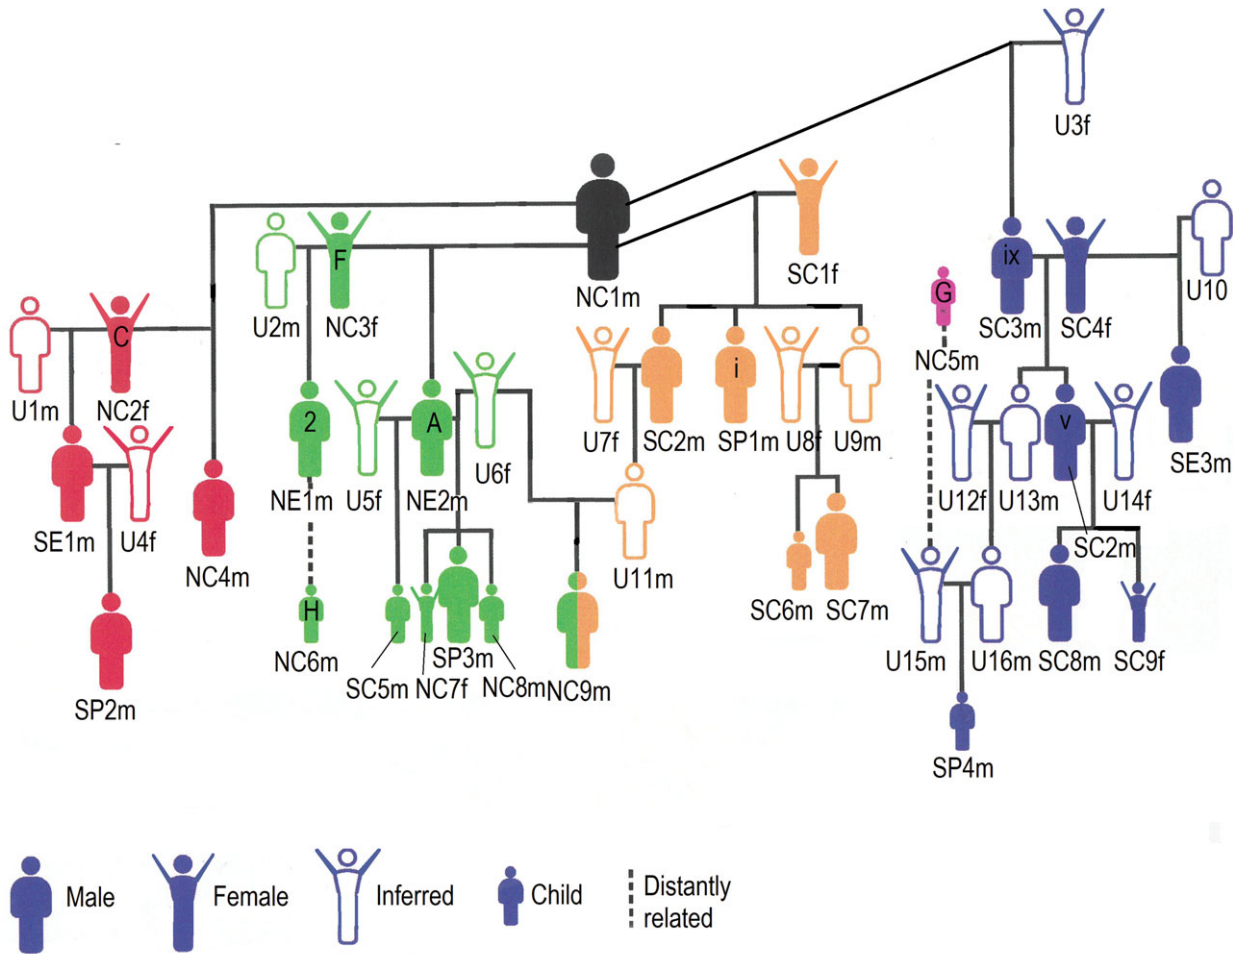 U3f
NC1m
SC1f
U10
ix
SC3m
SC4f
F
U2m
NC3f
G
NC5m
C
U1m
NC2f
2
A
i
v
U7f
SC2m
SP1m
U8f
U9m
SE3m
NE1m
U5f
NE2m
U6f
U12f
U13m
U14f
SE1m
U4f
NC4m
U11m
SC2m
SC6m
SC7m
H
NC6m
SC5m
NC7f
SP3m
NC8m
NC9m
U15m
U16m
SC8m
SC9f
SP2m
SP4m
Male
Female
Inferred
Child
Distantly
related